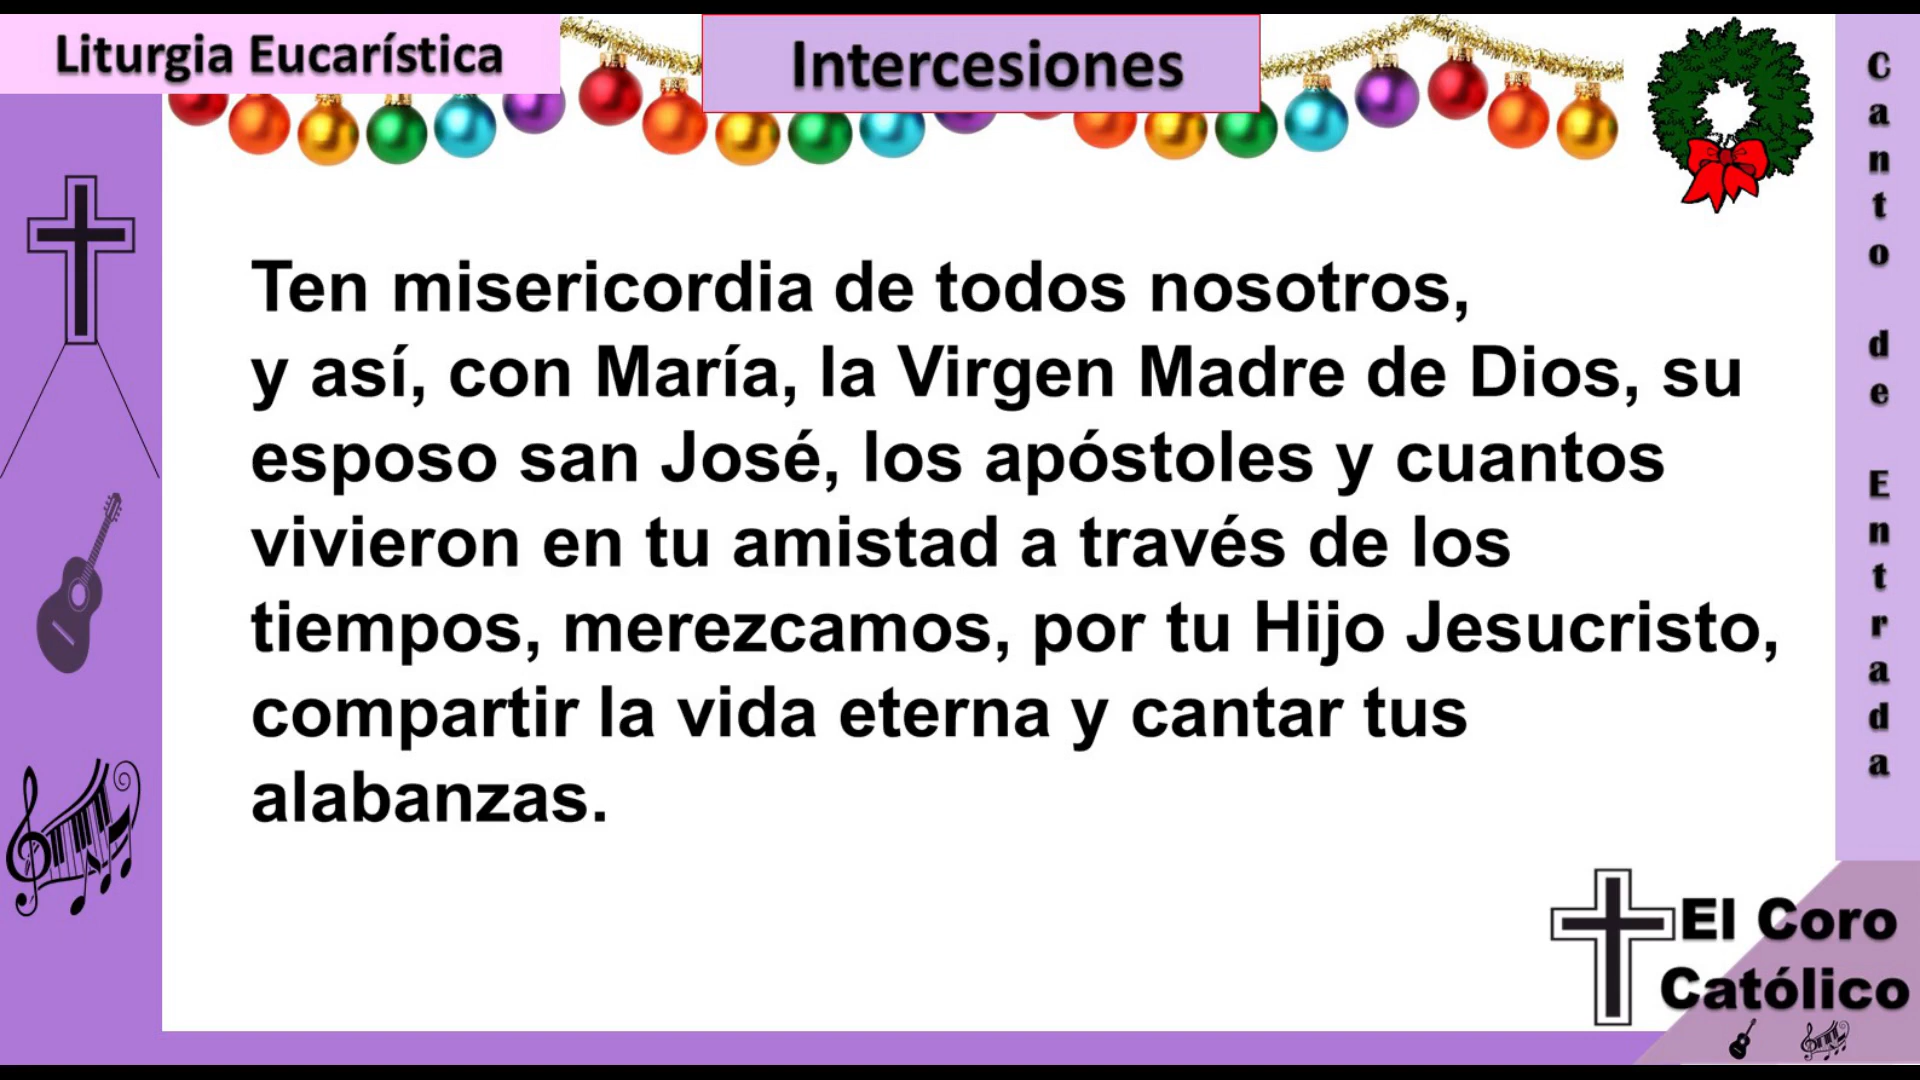 Liturgia Eucarística
Intercesiones
Ten misericordia de todos nosotros,
y así, con María, la Virgen Madre de Dios, su
esposo san José, los apóstoles y cuantos
vivieron en tu amistad a través de los
tiempos, merezcamos, por tu Hijo Jesucristo,
compartir la vida eterna y cantar tus
alabanzas.
Canto de Entrada
El Coro
Católico